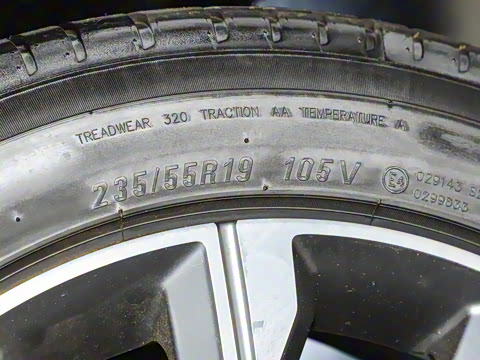 TREADWEAR 320 TRACTION AA TEMPERATURE A
235/55R19 105V
E4
029143
0299833